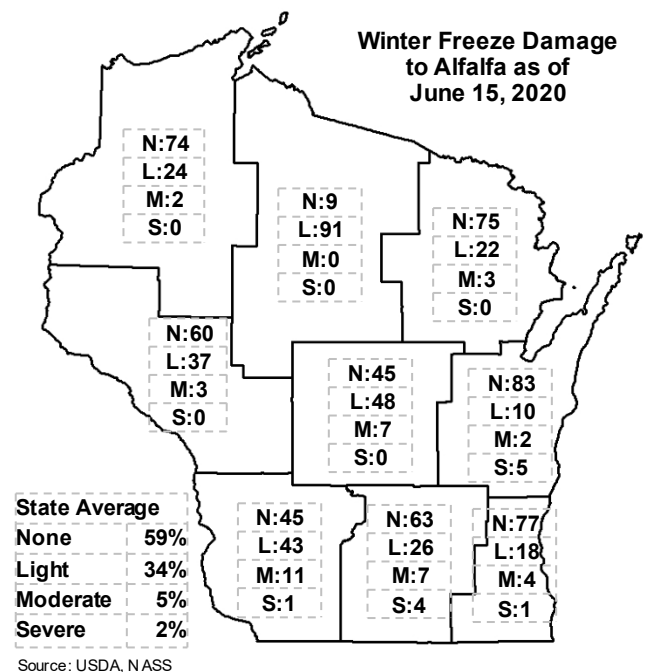 Winter Freeze Damage
to Alfalfa as of
June 15, 2020
N:74
L:24
M:2
S:0
N:9
L:91
M:0
S:0
N:75
L:22
M:3
S:0
N:60
L:37
M:3
S:0
N:45
L:48
M:7
S:0
N:83
L:10
M:2
S:5
N:45
L:43
M:11
S:1
N:63
L:26
M:7
S:4
N:77
L:18
M:4
S:1
State Average
None 59%
Light 34%
Moderate 5%
Severe 2%
Source: USDA, NASS